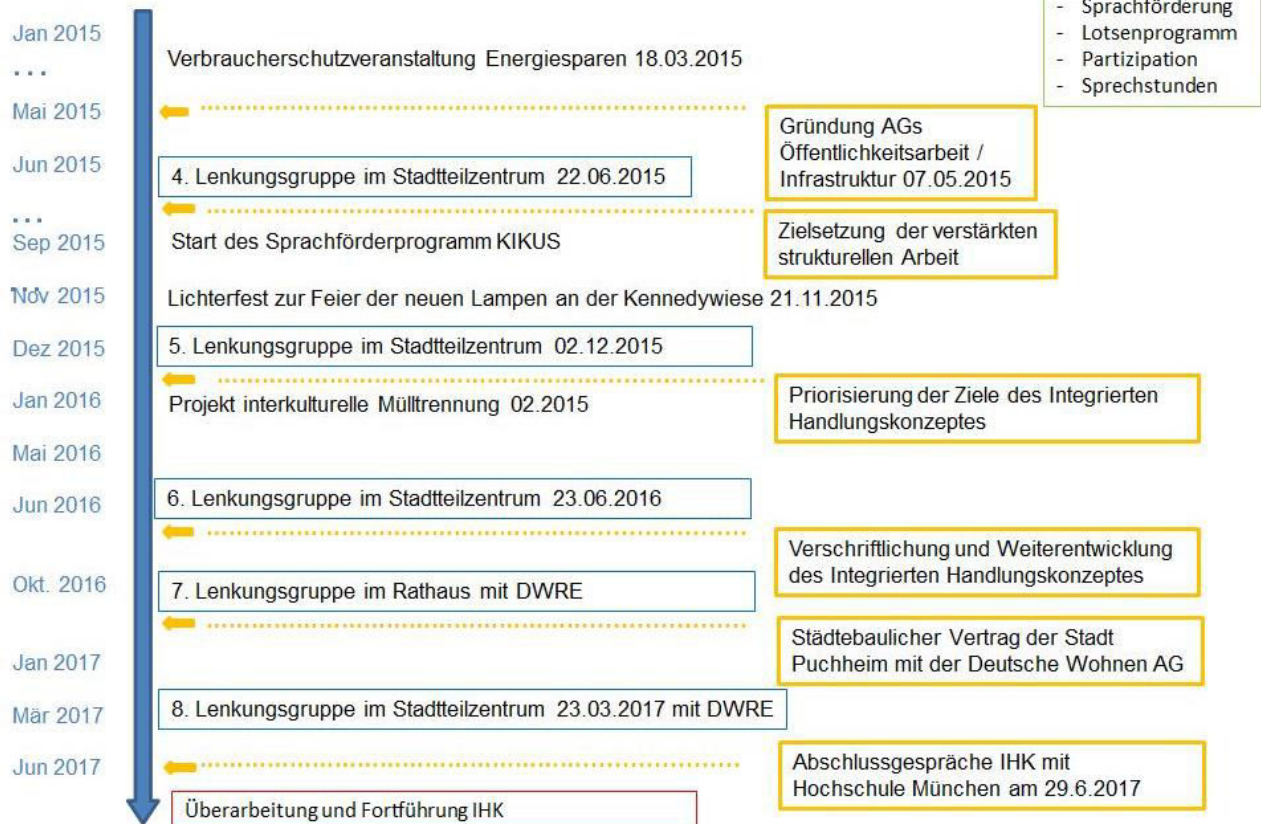 - Sprachförderung
- Lotsenprogramm
- Partizipation
- Sprechstunden
Jan 2015
...
Verbraucherschutzveranstaltung Energiesparen 18.03.2015
Mai 2015
Gründung AGs
Öffentlichkeitsarbeit /
Infrastruktur 07.05.2015
Jun 2015
4. Lenkungsgruppe im Stadtteilzentrum 22.06.2015
...
Zielsetzung der verstärkten
strukturellen Arbeit
Sep 2015
Start des Sprachförderprogramm KIKUS
...
Nov 2015
Lichterfest zur Feier der neuen Lampen an der Kennedywiese 21.11.2015
Dez 2015
5. Lenkungsgruppe im Stadtteilzentrum 02.12.2015
Priorisierung der Ziele des Integrierten
Handlungskonzeptes
Jan 2016
Projekt interkulturelle Mülltrennung 02.2015
Mai 2016
Jun 2016
6. Lenkungsgruppe im Stadtteilzentrum 23.06.2016
Verschriftlichung und Weiterentwicklung
des Integrierten Handlungskonzeptes
Okt. 2016
7. Lenkungsgruppe im Rathaus mit DWRE
Städtebaulicher Vertrag der Stadt
Puchheim mit der Deutsche Wohnen AG
Jan 2017
Mär 2017
8. Lenkungsgruppe im Stadtteilzentrum 23.03.2017 mit DWRE
Jun 2017
Abschlussgespräche IHK mit
Hochschule München am 29.6.2017
Überarbeitung und Fortführung IHK